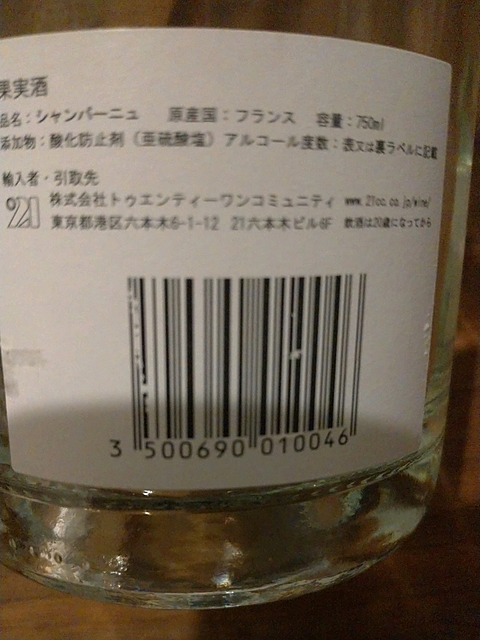 果実酒
品名：シャンパーニュ 原産国：フランス 容量：750ml
添加物：酸化防止剤（亜硫酸塩）アルコール度数：表又は裏ラベルに記載
輸入者・引取先
21 株式会社トゥエンティーワンコミュニティ www.21cc.co.jp/wine/
東京都港区六本木6-1-12 21六本木ビル6F 飲酒は20歳になってから
3 500690 010046